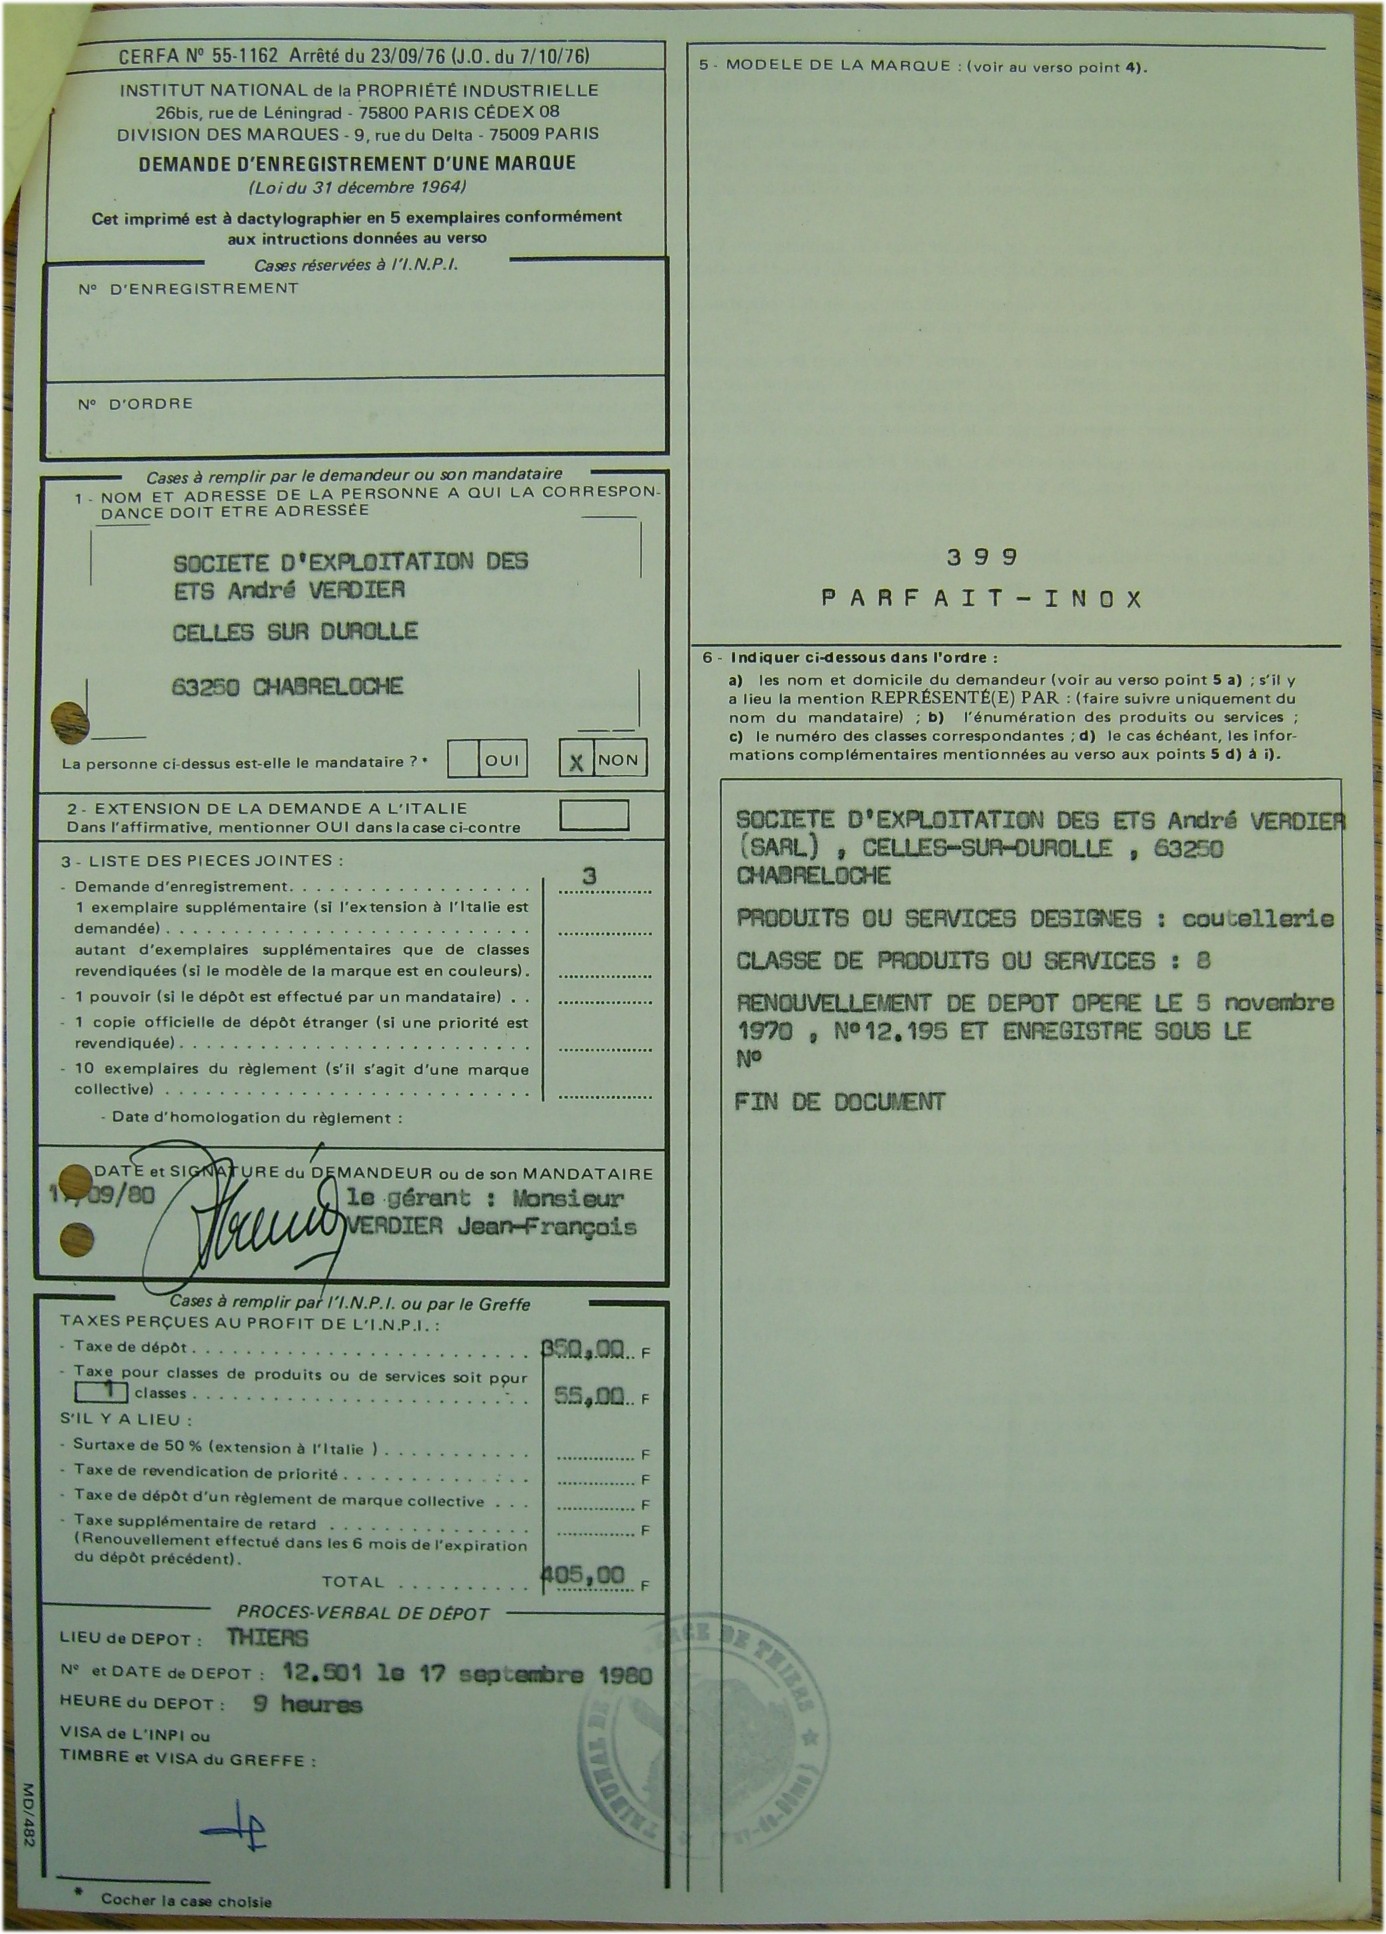 CERFA Nº 55-1162 Arrêté du 23/09/76 (J.O. du 7/10/76)
INSTITUT NATIONAL de la PROPRIÉTÉ INDUSTRIELLE
26bis, rue de Léningrad - 75800 PARIS CÉDEX 08
DIVISION DES MARQUES - 9, rue du Delta - 75009 PARIS
DEMANDE D'ENREGISTREMENT D'UNE MARQUE
(Loi du 31 décembre 1964)
Cet imprimé est à dactylographier en 5 exemplaires conformément
aux intructions données au verso
Cases réservées à l'I.N.P.I.
Nº D'ENREGISTREMENT
Nº D'ORDRE
Cases à remplir par le demandeur ou son mandataire
1 - NOM ET ADRESSE DE LA PERSONNE A QUI LA CORRESPON-
DANCE DOIT ETRE ADRESSÉE
SOCIETE D'EXPLOITATION DES
ETS André VERDIER
CELLES SUR DUROLLE
63250 CHABRELOCHE
La personne ci-dessus est-elle le mandataire ? * OUI X NON
2 - EXTENSION DE LA DEMANDE A L'ITALIE
Dans l'affirmative, mentionner OUI dans la case ci-contre
3 - LISTE DES PIECES JOINTES :
- Demande d'enregistrement. . . . . . . . . . . . . . . . . . 3
1 exemplaire supplémentaire (si l'extension à l'Italie est
demandée) . . . . . . . . . . . . . . . . . . . . . . . . . .
autant d'exemplaires supplémentaires que de classes
revendiquées (si le modèle de la marque est en couleurs).
- 1 pouvoir (si le dépôt est effectué par un mandataire) . .
- 1 copie officielle de dépôt étranger (si une priorité est
revendiquée) . . . . . . . . . . . . . . . . . . . . . . . . .
- 10 exemplaires du règlement (s'il s'agit d'une marque
collective) . . . . . . . . . . . . . . . . . . . . . . . . . .
- Date d'homologation du règlement :
DATE et SIGNATURE du DEMANDEUR ou de son MANDATAIRE
17/09/80 le gérant : Monsieur
VERDIER Jean-François
Cases à remplir par l'I.N.P.I. ou par le Greffe
TAXES PERÇUES AU PROFIT DE L'I.N.P.I. :
- Taxe de dépôt . . . . . . . . . . . . . . . . . . . . . . . . . 350,00 F
- Taxe pour classes de produits ou de services soit pour
1 classes . . . . . . . . . . . . . . . . . . . . . . . . . 55,00 F
S'IL Y A LIEU :
- Surtaxe de 50 % (extension à l'Italie ) . . . . . . . . . . . F
- Taxe de revendication de priorité . . . . . . . . . . . . . . F
- Taxe de dépôt d'un règlement de marque collective . . . F
- Taxe supplémentaire de retard . . . . . . . . . . . . . . . F
(Renouvellement effectué dans les 6 mois de l'expiration
du dépôt précédent).
TOTAL . . . . . . . . . . 405,00 F
PROCES-VERBAL DE DÉPOT
LIEU de DEPOT : THIERS
Nº et DATE de DEPOT : 12.501 le 17 septembre 1980
HEURE du DEPOT : 9 heures
VISA de L'INPI ou
TIMBRE et VISA du GREFFE :
MD/482
* Cocher la case choisie
5 - MODELE DE LA MARQUE : (voir au verso point 4).
399
PARFAIT-INOX
6 - Indiquer ci-dessous dans l'ordre :
a) les nom et domicile du demandeur (voir au verso point 5 a) ; s'il y
a lieu la mention REPRÉSENTÉ(E) PAR : (faire suivre uniquement du
nom du mandataire) ; b) l'énumération des produits ou services ;
c) le numéro des classes correspondantes ; d) le cas échéant, les infor-
mations complémentaires mentionnées au verso aux points 5 d) à i).
SOCIETE D'EXPLOITATION DES ETS André VERDIER
(SARL) , CELLES-SUR-DUROLLE , 63250
CHABRELOCHE
PRODUITS OU SERVICES DESIGNES : coutellerie
CLASSE DE PRODUITS OU SERVICES : 8
RENOUVELLEMENT DE DEPOT OPERE LE 5 novembre
1970 , Nº12.195 ET ENREGISTRE SOUS LE
Nº
FIN DE DOCUMENT
TRIBUNAL DE DE THIERS